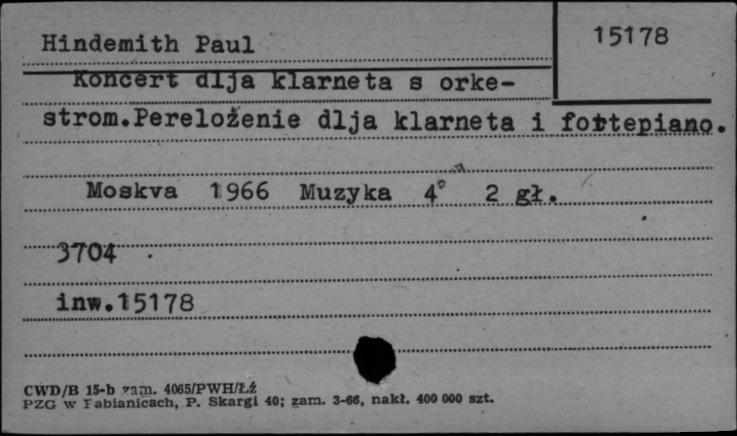 Hindemith Paul
15178
Koncert dlja klarneta s orke-
strom.Pereloženie dlja klarneta i fortepiano.
Moskva 1966 Muzyka 4° 2 gł.
3704
inw.15178
CWD/B 15-b zam. 4065/PWH/Łź
PZG w Pabianicach, P. Skargi 40; zam. 3-66, nakł. 400 000 szt.